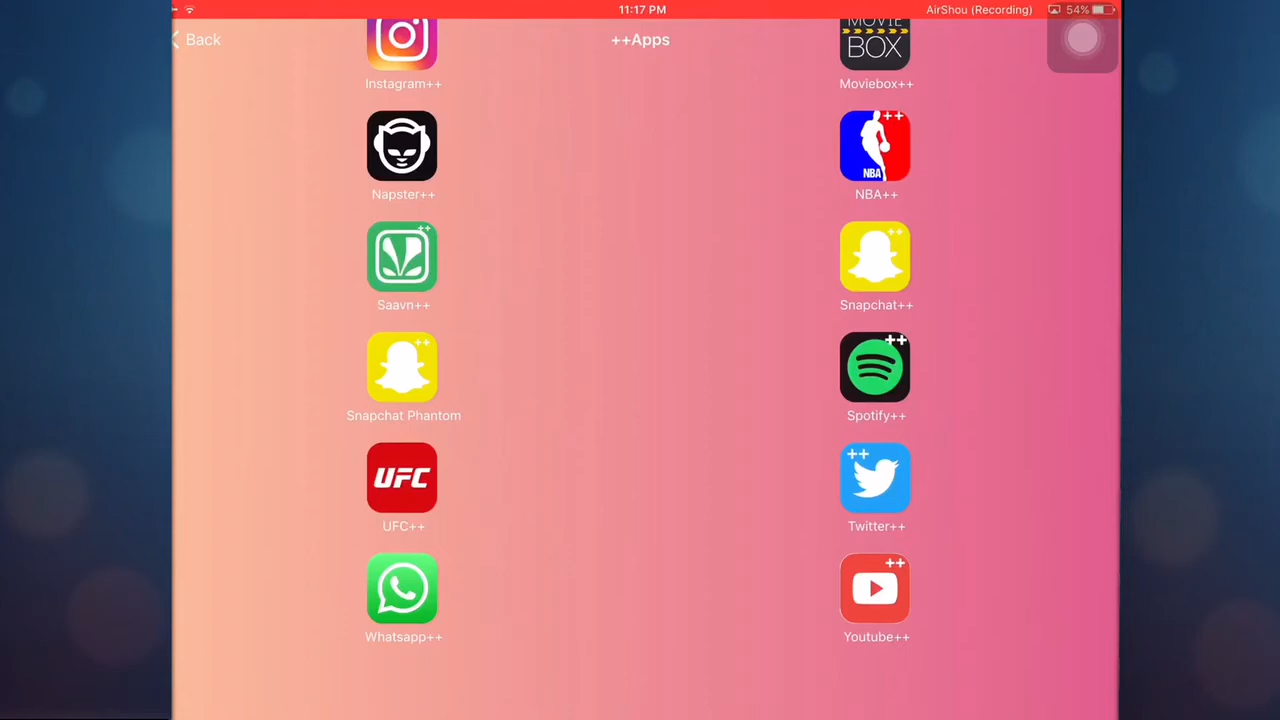 11:17 PM
AirShou (Recording)
54%
Back
++Apps
MOVIE
BOX
Instagram++
Moviebox++
++
NBA
Napster++
NBA++
++
++
Saavn++
Snapchat++
++
++
Snapchat Phantom
Spotify++
UFC
++
UFC++
Twitter++
++
Whatsapp++
Youtube++